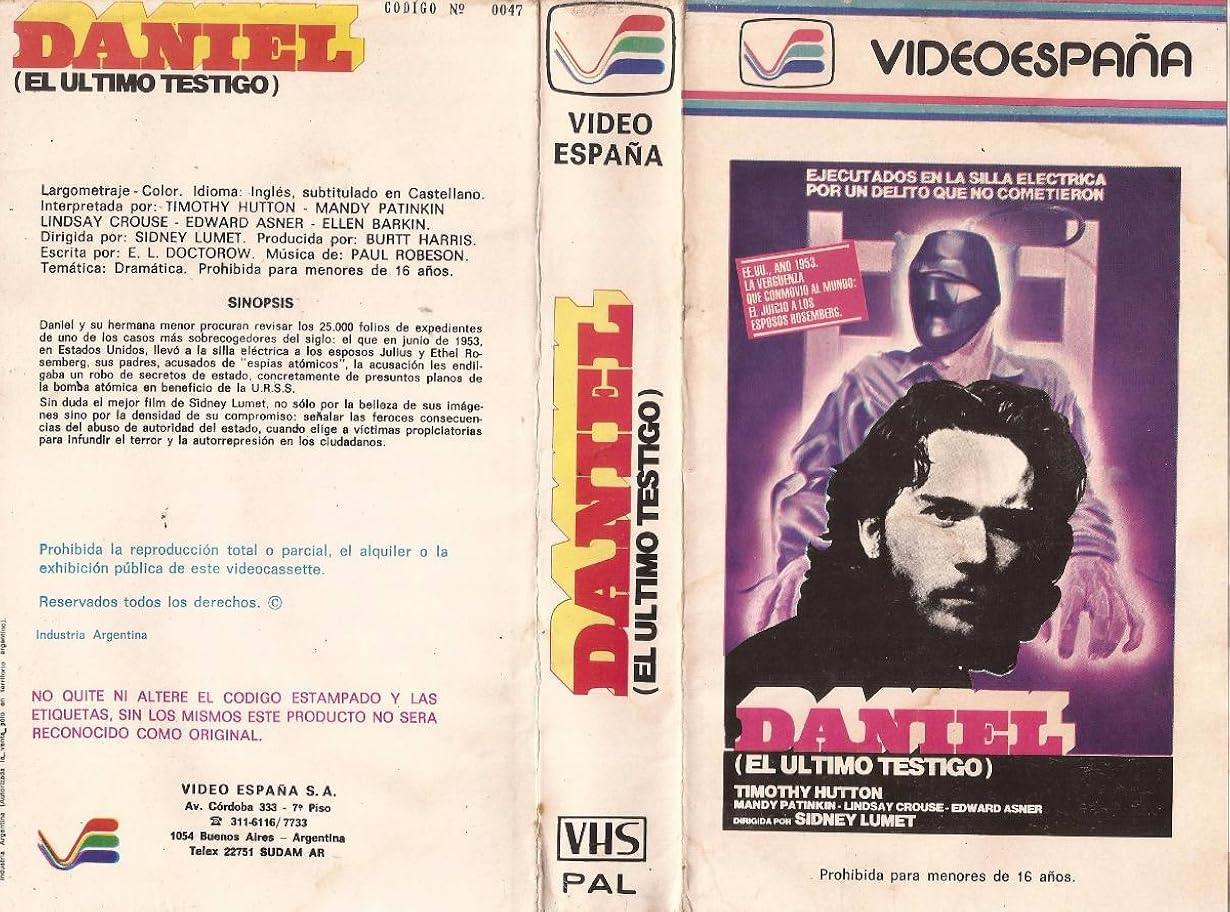 CODIGO Nº 0047
DANIEL
(EL ULTIMO TESTIGO)
Largometraje - Color. Idioma: Inglés, subtitulado en Castellano.
Interpretada por: TIMOTHY HUTTON - MANDY PATINKIN
LINDSAY CROUSE - EDWARD ASNER - ELLEN BARKIN.
Dirigida por: SIDNEY LUMET. Producida por: BURTT HARRIS.
Escrita por: E. L. DOCTOROW. Música de: PAUL ROBESON.
Temática: Dramática. Prohibida para menores de 16 años.
SINOPSIS
Daniel y su hermana menor procuran revisar los 25.000 folios de expedientes
de uno de los casos más sobrecogedores del siglo: el que en junio de 1953,
en Estados Unidos, llevó a la silla eléctrica a los esposos Julius y Ethel Ro-
semberg, sus padres, acusados de "espías atómicos", la acusación les endil-
gaba un robo de secretos de estado, concretamente de presuntos planos de
la bomba atómica en beneficio de la U.R.S.S.
Sin duda el mejor film de Sidney Lumet, no sólo por la belleza de sus imáge-
nes sino por la densidad de su compromiso: señalar las feroces consecuen-
cias del abuso de autoridad del estado, cuando elige a víctimas propiciatorias
para infundir el terror y la autorrepresión en los ciudadanos.
Prohibida la reproducción total o parcial, el alquiler o la
exhibición pública de este videocassette.
Reservados todos los derechos. ©
Industria Argentina
NO QUITE NI ALTERE EL CODIGO ESTAMPADO Y LAS
ETIQUETAS, SIN LOS MISMOS ESTE PRODUCTO NO SERA
RECONOCIDO COMO ORIGINAL.
VIDEO ESPAÑA S.A.
Av. Córdoba 333 - 7º Piso
☎ 311-6116/7733
1054 Buenos Aires - Argentina
Telex 22751 SUDAM AR
Industria Argentina (Autorizada la venta sólo en territorio argentino).
VIDEO
ESPAÑA
DANIEL
(EL ULTIMO TESTIGO)
VHS
PAL
VIDEOESPAÑA
EJECUTADOS EN LA SILLA ELECTRICA
POR UN DELITO QUE NO COMETIERON
EE.UU., ANO 1953.
LA VERGUENZA
QUE CONMOVIO AL MUNDO:
EL JUICIO A LOS
ESPOSOS ROSEMBERG.
DANIEL
(EL ULTIMO TESTIGO)
TIMOTHY HUTTON
MANDY PATINKIN - LINDSAY CROUSE - EDWARD ASNER
DIRIGIDA POR SIDNEY LUMET
Prohibida para menores de 16 años.